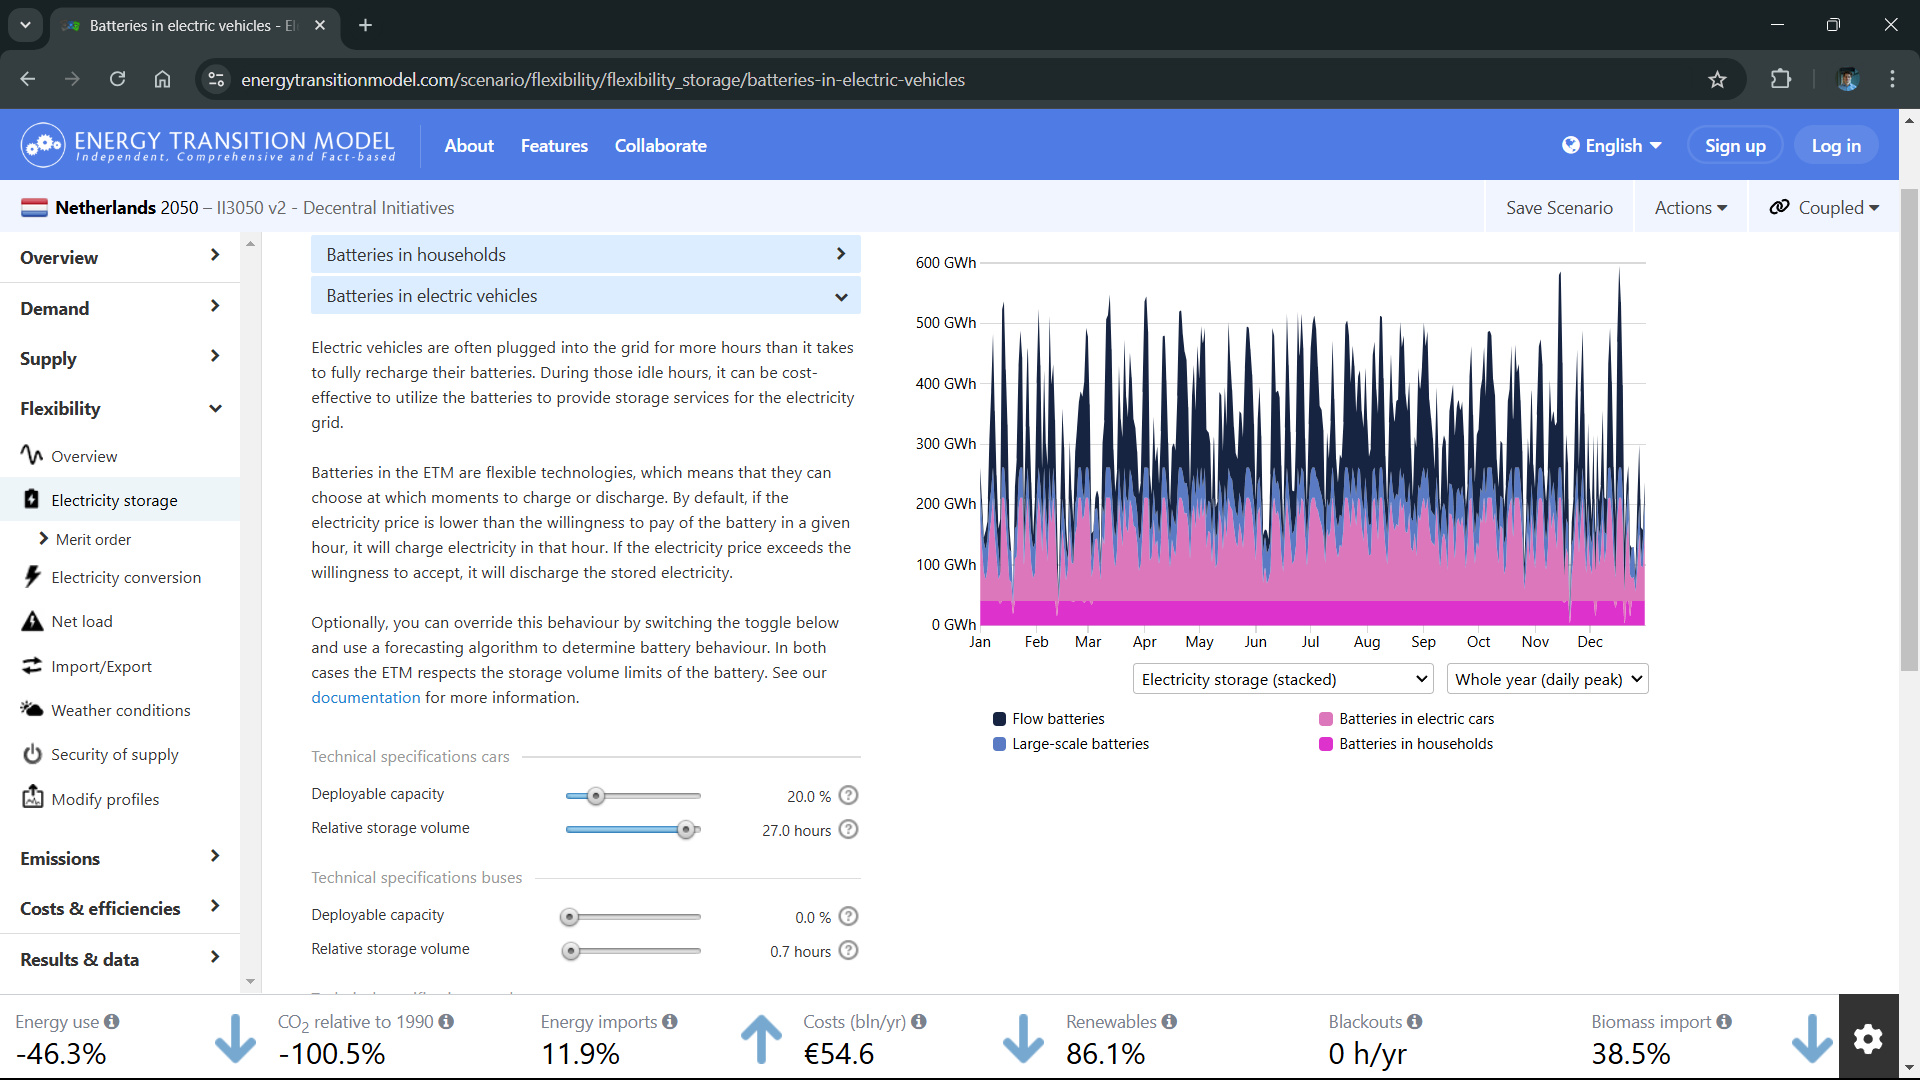 Batteries in electric vehicles - El
energytransitionmodel.com/scenario/flexibility/flexibility_storage/batteries-in-electric-vehicles
ENERGY TRANSITION MODEL
Independent, Comprehensive and Fact-based
About
Features
Collaborate
English
Sign up
Log in
Netherlands 2050 – II3050 v2 - Decentral Initiatives
Save Scenario
Actions
Coupled
Overview
Demand
Supply
Flexibility
Overview
Electricity storage
Merit order
Electricity conversion
Net load
Import/Export
Weather conditions
Security of supply
Modify profiles
Emissions
Costs & efficiencies
Results & data
Batteries in households
Batteries in electric vehicles
Electric vehicles are often plugged into the grid for more hours than it takes
to fully recharge their batteries. During those idle hours, it can be cost-
effective to utilize the batteries to provide storage services for the electricity
grid.
Batteries in the ETM are flexible technologies, which means that they can
choose at which moments to charge or discharge. By default, if the
electricity price is lower than the willingness to pay of the battery in a given
hour, it will charge electricity in that hour. If the electricity price exceeds the
willingness to accept, it will discharge the stored electricity.
Optionally, you can override this behaviour by switching the toggle below
and use a forecasting algorithm to determine battery behaviour. In both
cases the ETM respects the storage volume limits of the battery. See our
documentation for more information.
Technical specifications cars
Deployable capacity 20.0 % ?
Relative storage volume 27.0 hours ?
Technical specifications buses
Deployable capacity 0.0 % ?
Relative storage volume 0.7 hours ?
600 GWh
500 GWh
400 GWh
300 GWh
200 GWh
100 GWh
0 GWh
Jan Feb Mar Apr May Jun Jul Aug Sep Oct Nov Dec
Electricity storage (stacked)
Whole year (daily peak)
Flow batteries
Batteries in electric cars
Large-scale batteries
Batteries in households
Energy use
-46.3%
CO2 relative to 1990
-100.5%
Energy imports
11.9%
Costs (bln/yr)
€54.6
Renewables
86.1%
Blackouts
0 h/yr
Biomass import
38.5%